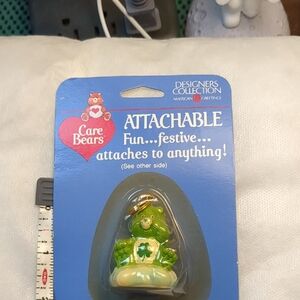 DESIGNERS
COLLECTION
AMERICAN GREETINGS
Care
Bears
ATTACHABLE
Fun...festive...
attaches to anything!
(See other side)